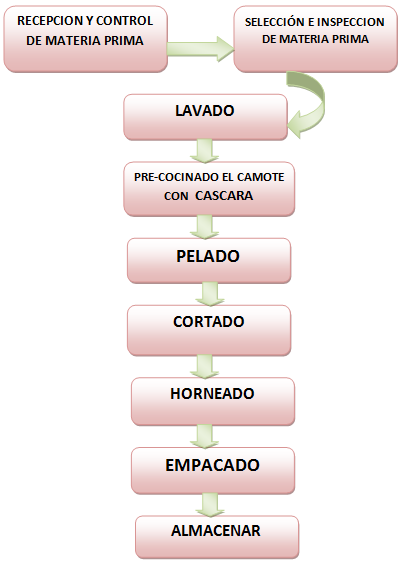 RECEPCION Y CONTROL
DE MATERIA PRIMA
SELECCIÓN E INSPECCION
DE MATERIA PRIMA
LAVADO
PRE-COCINADO EL CAMOTE
CON CASCARA
PELADO
CORTADO
HORNEADO
EMPACADO
ALMACENAR